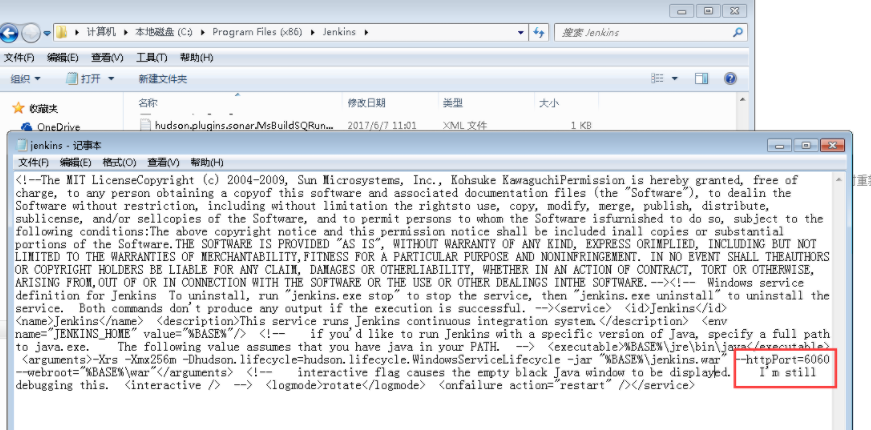 计算机 ▸ 本地磁盘 (C:) ▸ Program Files (x86) ▸ Jenkins ▸
搜索 Jenkins
文件(F) 编辑(E) 查看(V) 工具(T) 帮助(H)
组织 打开 新建文件夹
收藏夹 名称 修改日期 类型 大小
OneDrive hudson.plugins.sonar.MsBuildSQRun... 2017/6/7 11:01 XML 文件 1 KB
jenkins - 记事本
文件(F) 编辑(E) 格式(O) 查看(V) 帮助(H)
<!--The MIT LicenseCopyright (c) 2004-2009, Sun Microsystems, Inc., Kohsuke KawaguchiPermission is hereby granted, free of
charge, to any person obtaining a copyof this software and associated documentation files (the "Software"), to dealin the
Software without restriction, including without limitation the rightsto use, copy, modify, merge, publish, distribute,
sublicense, and/or sellcopies of the Software, and to permit persons to whom the Software isfurnished to do so, subject to the
following conditions:The above copyright notice and this permission notice shall be included inall copies or substantial
portions of the Software.THE SOFTWARE IS PROVIDED "AS IS", WITHOUT WARRANTY OF ANY KIND, EXPRESS ORIMPLIED, INCLUDING BUT NOT
LIMITED TO THE WARRANTIES OF MERCHANTABILITY,FITNESS FOR A PARTICULAR PURPOSE AND NONINFRINGEMENT. IN NO EVENT SHALL THEAUTHORS
OR COPYRIGHT HOLDERS BE LIABLE FOR ANY CLAIM, DAMAGES OR OTHERLIABILITY, WHETHER IN AN ACTION OF CONTRACT, TORT OR OTHERWISE,
ARISING FROM,OUT OF OR IN CONNECTION WITH THE SOFTWARE OR THE USE OR OTHER DEALINGS INTHE SOFTWARE.--><!--  Windows service
definition for Jenkins  To uninstall, run "jenkins.exe stop" to stop the service, then "jenkins.exe uninstall" to uninstall the
service.  Both commands don't produce any output if the execution is successful. --><service>  <id>Jenkins</id>
<name>Jenkins</name>  <description>This service runs Jenkins continuous integration system.</description>  <env
name="JENKINS_HOME" value="%BASE%"/>  <!--    if you'd like to run Jenkins with a specific version of Java, specify a full path
to java.exe.    The following value assumes that you have java in your PATH.  -->  <executable>%BASE%\jre\bin\java</executable>
<arguments>-Xrs -Xmx256m -Dhudson.lifecycle=hudson.lifecycle.WindowsServiceLifecycle -jar "%BASE%\jenkins.war" --httpPort=6060
--webroot="%BASE%\war"</arguments>  <!--    interactive flag causes the empty black Java window to be displayed.    I'm still
debugging this.  <interactive />  -->  <logmode>rotate</logmode>  <onfailure action="restart" /></service>